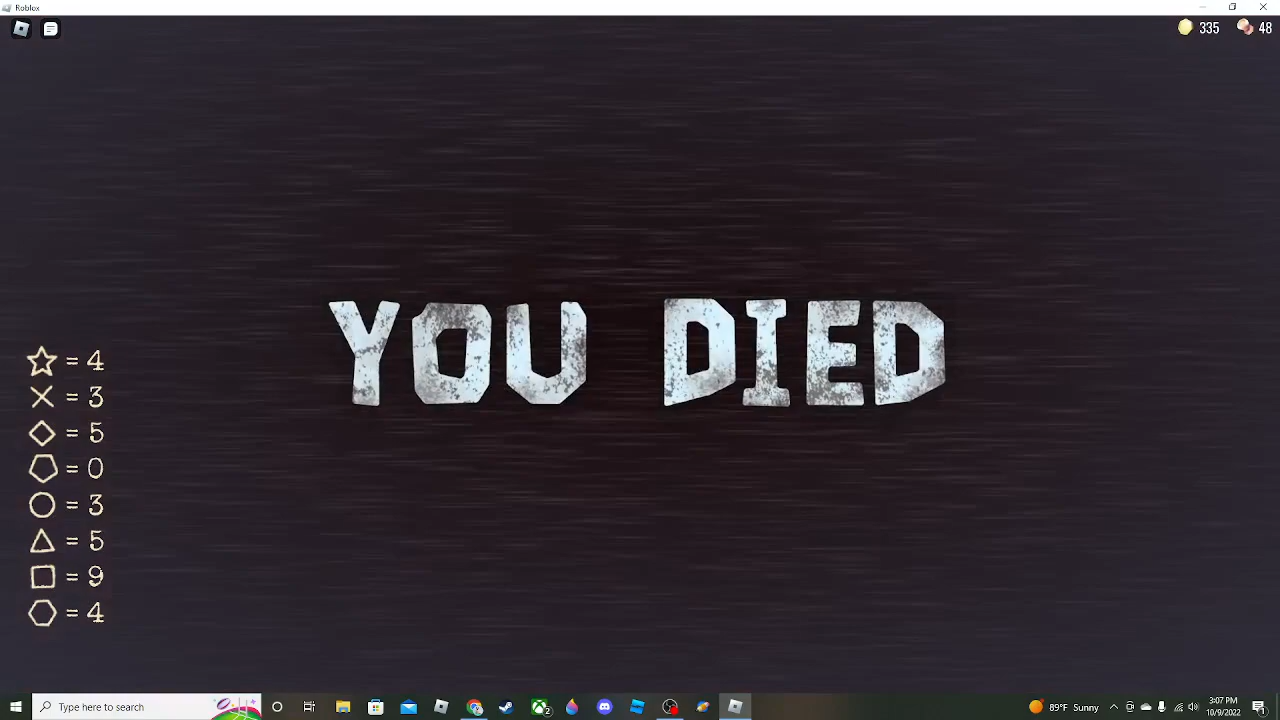 Roblox
335
48
YOU DIED
= 4
= 3
= 5
= 0
= 3
= 5
= 9
= 4
Type here to search
89°F Sunny
3:07 PM
10/9/2022